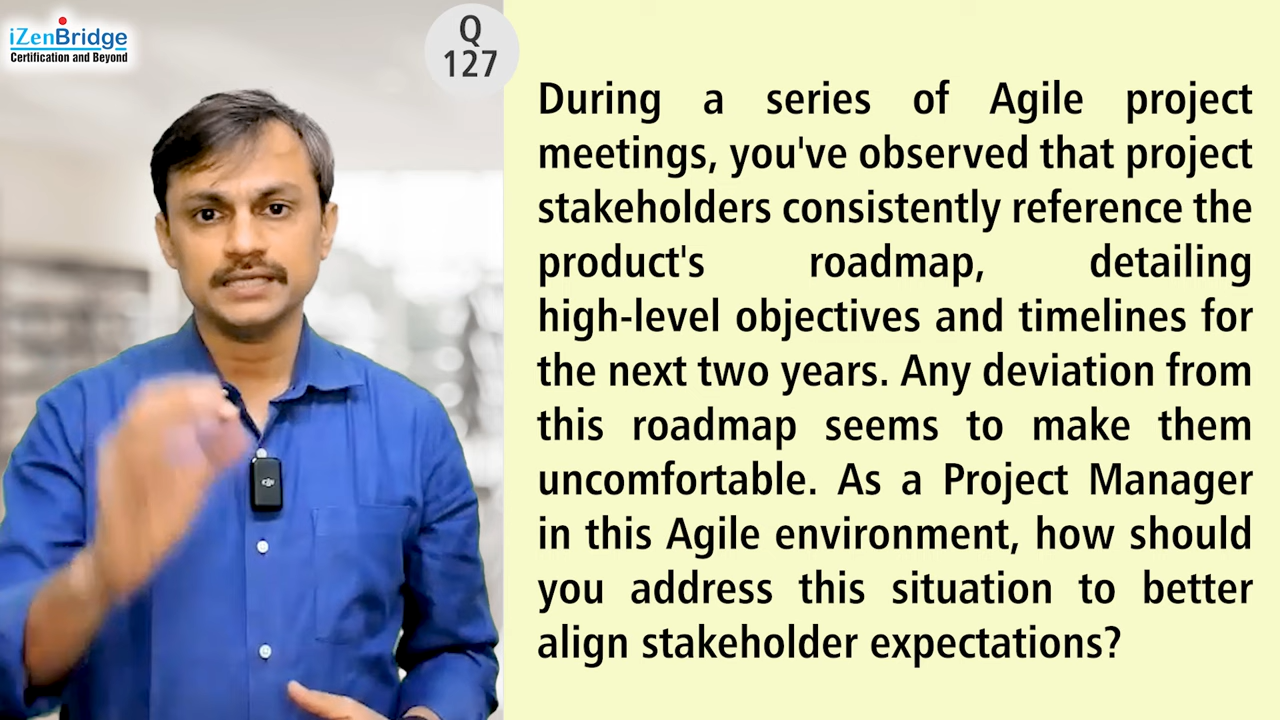 iZenBridge
Certification and Beyond
Q
127
During a series of Agile project
meetings, you've observed that project
stakeholders consistently reference the
product's roadmap, detailing
high-level objectives and timelines for
the next two years. Any deviation from
this roadmap seems to make them
uncomfortable. As a Project Manager
in this Agile environment, how should
you address this situation to better
align stakeholder expectations?